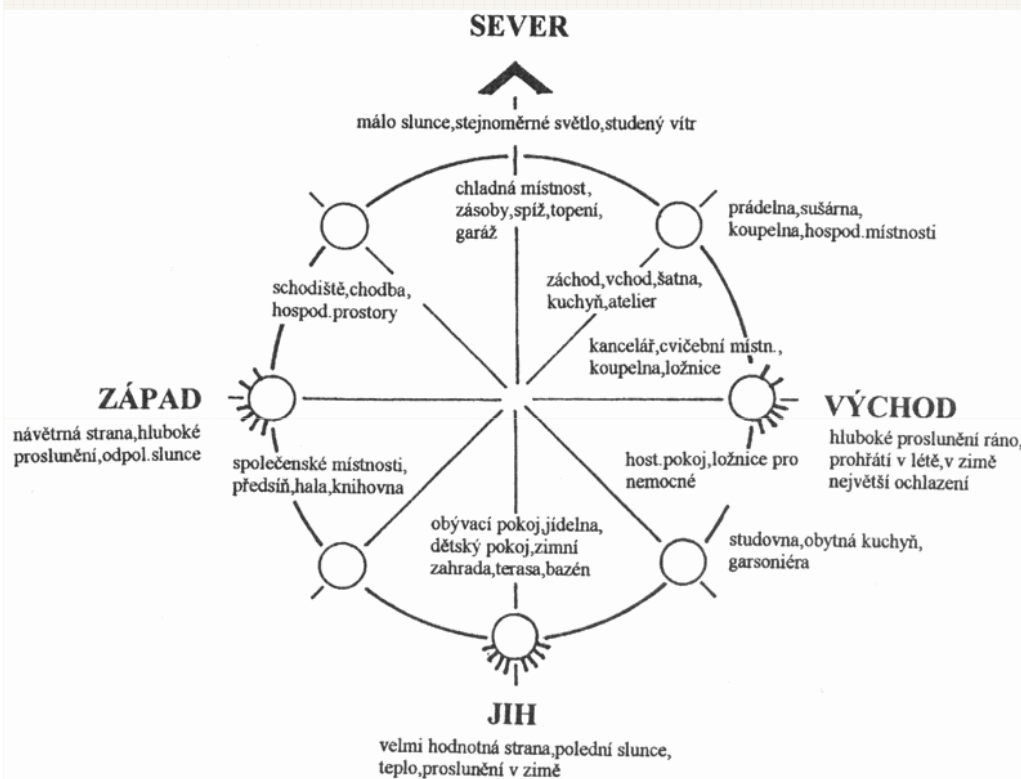 SEVER
málo slunce,stejnoměrné světlo,studený vítr
chladná místnost,
zásoby,spíž,topení,
garáž
prádelna,sušárna,
koupelna,hospod.místnosti
schodiště,chodba,
hospod.prostory
záchod,vchod,šatna,
kuchyň,atelier
kancelář,cvičební místn.,
koupelna,ložnice
ZÁPAD
návětrná strana,hluboké
proslunění,odpol.slunce
VÝCHOD
hluboké proslunění ráno,
prohřátí v létě,v zimě
největší ochlazení
společenské místnosti,
předsíň,hala,knihovna
host.pokoj,ložnice pro
nemocné
obývací pokoj,jídelna,
dětský pokoj,zimní
zahrada,terasa,bazén
studovna,obytná kuchyň,
garsoniéra
JIH
velmi hodnotná strana,polední slunce,
teplo,proslunění v zimě